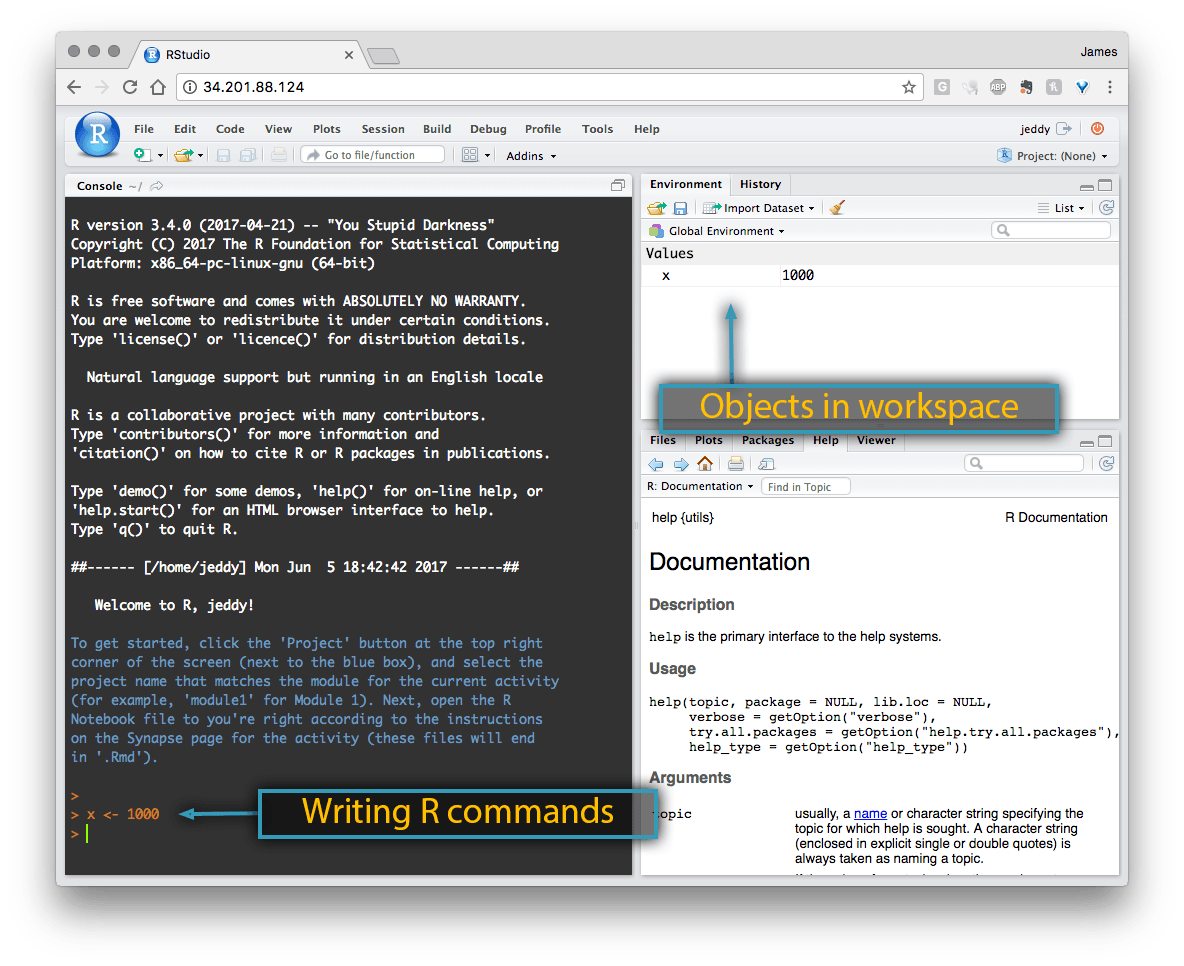 RStudio
James
34.201.88.124
R File Edit Code View Plots Session Build Debug Profile Tools Help jeddy
Go to file/function Addins Project: (None)
Console ~/
R version 3.4.0 (2017-04-21) -- "You Stupid Darkness"
Copyright (C) 2017 The R Foundation for Statistical Computing
Platform: x86_64-pc-linux-gnu (64-bit)
R is free software and comes with ABSOLUTELY NO WARRANTY.
You are welcome to redistribute it under certain conditions.
Type 'license()' or 'licence()' for distribution details.
Natural language support but running in an English locale
R is a collaborative project with many contributors.
Type 'contributors()' for more information and
'citation()' on how to cite R or R packages in publications.
Type 'demo()' for some demos, 'help()' for on-line help, or
'help.start()' for an HTML browser interface to help.
Type 'q()' to quit R.
##------ [/home/jeddy] Mon Jun  5 18:42:42 2017 ------##
Welcome to R, jeddy!
To get started, click the 'Project' button at the top right
corner of the screen (next to the blue box), and select the
project name that matches the module for the current activity
(for example, 'module1' for Module 1). Next, open the R
Notebook file to you're right according to the instructions
on the Synapse page for the activity (these files will end
in '.Rmd').
>
> x <- 1000
>
Writing R commands
Environment History
Import Dataset List
Global Environment
Values
x 1000
Objects in workspace
Files Plots Packages Help Viewer
R: Documentation Find in Topic
help {utils} R Documentation
Documentation
Description
help is the primary interface to the help systems.
Usage
help(topic, package = NULL, lib.loc = NULL,
verbose = getOption("verbose"),
try.all.packages = getOption("help.try.all.packages"),
help_type = getOption("help_type"))
Arguments
topic usually, a name or character string specifying the
topic for which help is sought. A character string
(enclosed in explicit single or double quotes) is
always taken as naming a topic.